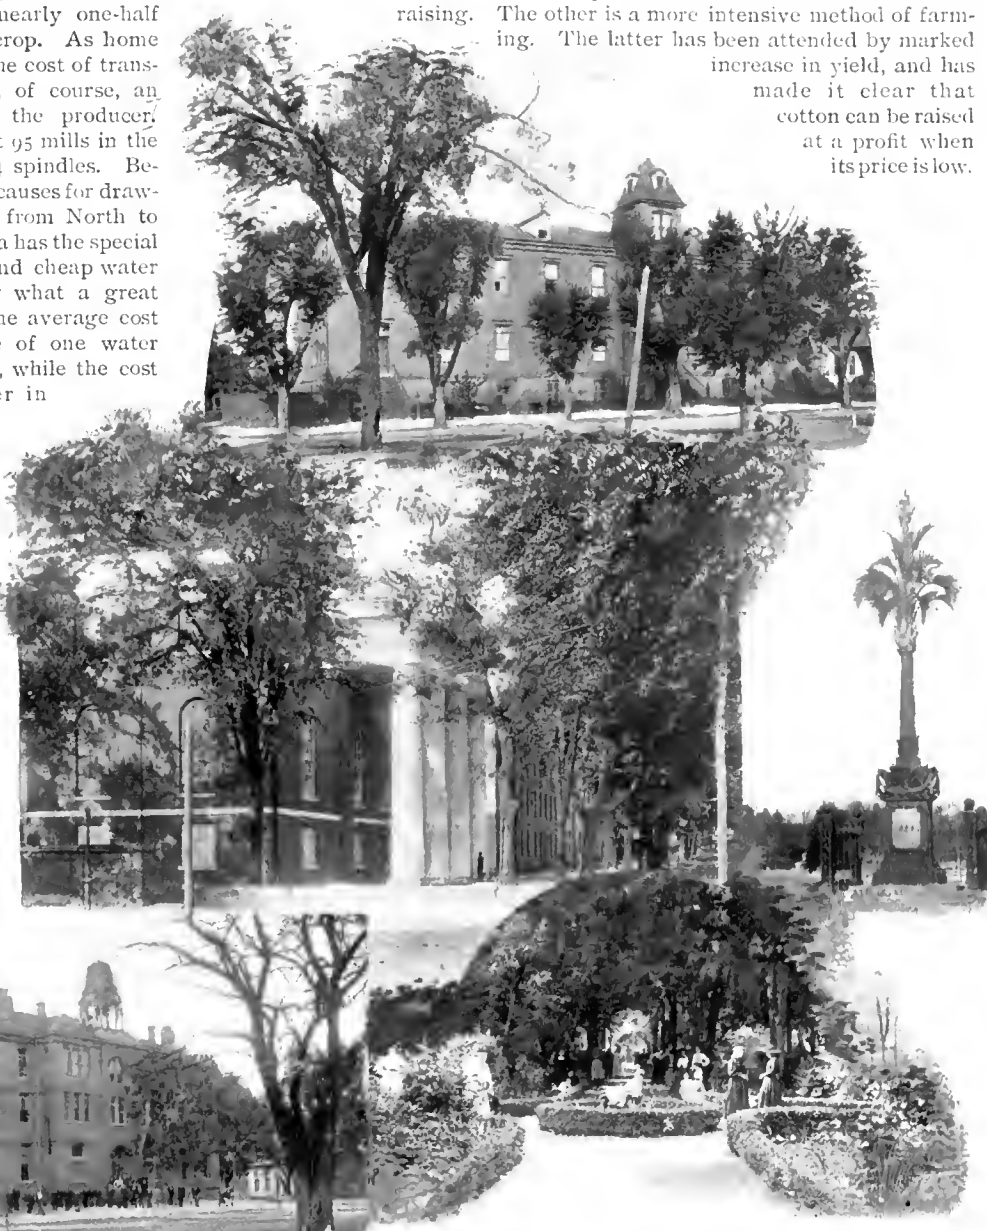 nearly one-half
crop. As home
ne cost of trans-
of course, an
the producer.
t 95 mills in the
spindles. Be-
causes for draw-
from North to
a has the special
nd cheap water
what a great
ne average cost
of one water
, while the cost
er in
raising. The other is a more intensive method of farm-
ing. The latter has been attended by marked
increase in yield, and has
made it clear that
cotton can be raised
at a profit when
its price is low.